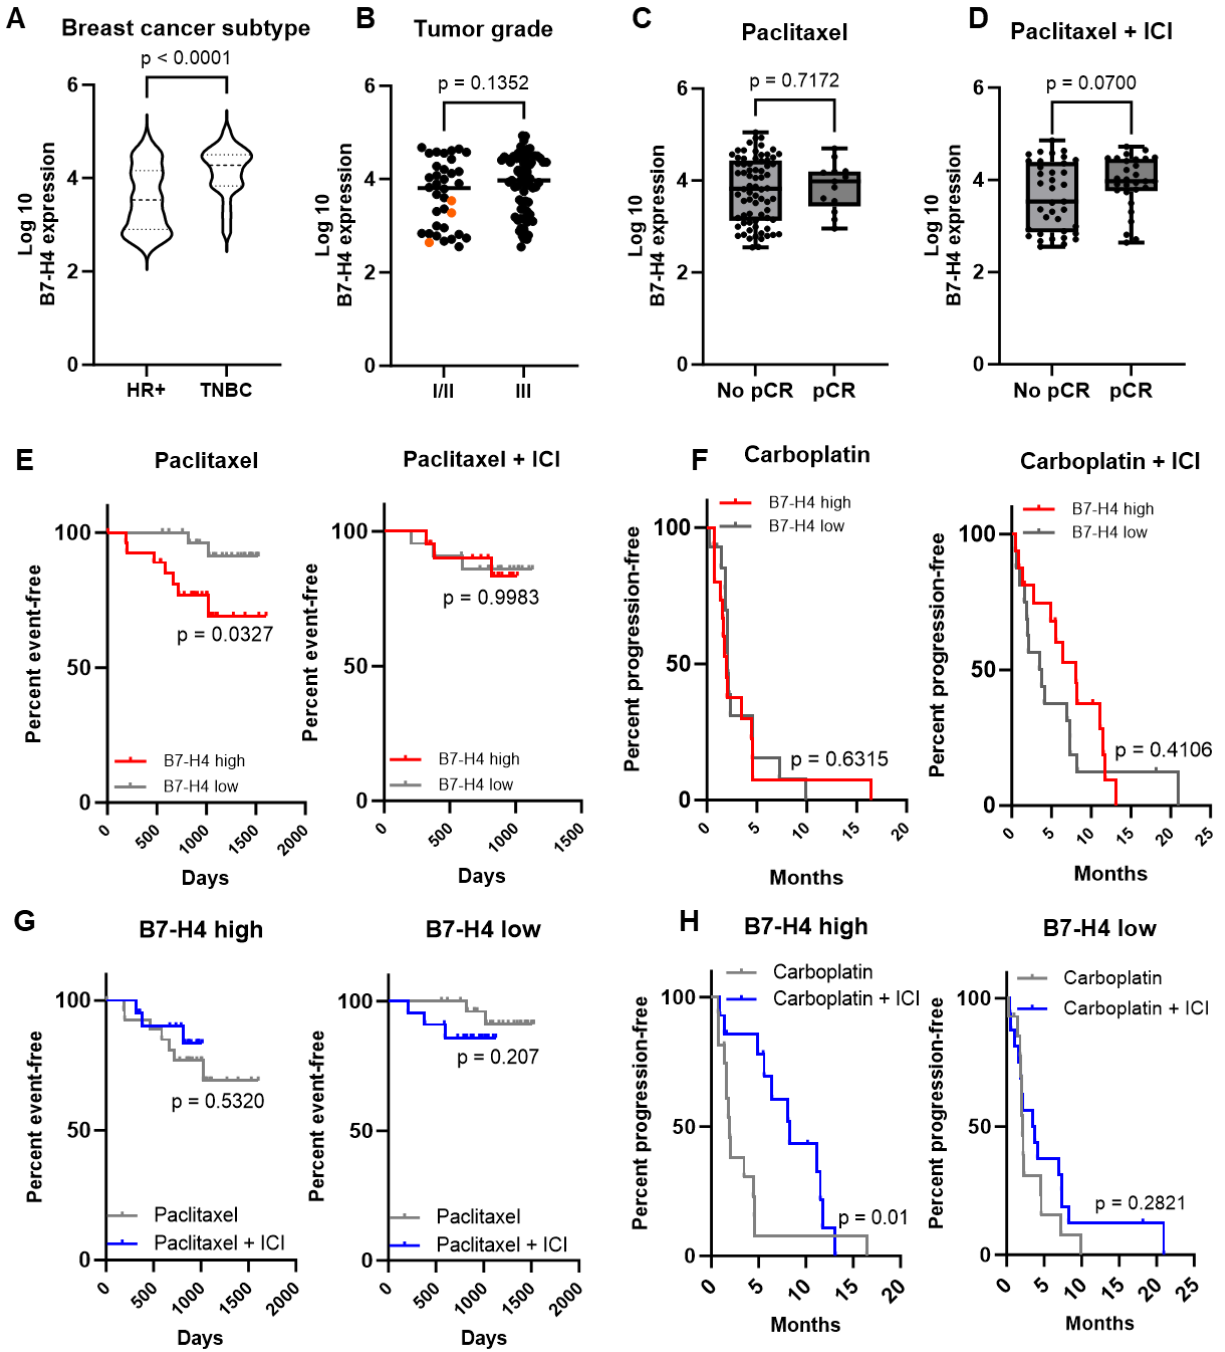 A
Breast cancer subtype
p < 0.0001
Log 10
B7-H4 expression
6
4
2
0
HR+
TNBC
B
Tumor grade
p = 0.1352
Log 10
B7-H4 expression
6
4
2
0
I/II
III
C
Paclitaxel
p = 0.7172
Log 10
B7-H4 expression
6
4
2
0
No pCR
pCR
D
Paclitaxel + ICI
p = 0.0700
Log 10
B7-H4 expression
6
4
2
0
No pCR
pCR
E
Paclitaxel
Percent event-free
100
50
0
p = 0.0327
B7-H4 high
B7-H4 low
0
500
1000
1500
2000
Days
Paclitaxel + ICI
Percent event-free
100
50
0
p = 0.9983
B7-H4 high
B7-H4 low
0
500
1000
1500
Days
F
Carboplatin
B7-H4 high
B7-H4 low
Percent progression-free
100
50
0
p = 0.6315
0
5
10
15
20
Months
Carboplatin + ICI
B7-H4 high
B7-H4 low
Percent progression-free
100
50
0
p = 0.4106
0
5
10
15
20
25
Months
G
B7-H4 high
Percent event-free
100
50
0
p = 0.5320
Paclitaxel
Paclitaxel + ICI
0
500
1000
1500
2000
Days
B7-H4 low
Percent event-free
100
50
0
p = 0.207
Paclitaxel
Paclitaxel + ICI
0
500
1000
1500
2000
Days
H
B7-H4 high
Carboplatin
Carboplatin + ICI
Percent progression-free
100
50
0
p = 0.01
0
5
10
15
20
Months
B7-H4 low
Carboplatin
Carboplatin + ICI
Percent progression-free
100
50
0
p = 0.2821
0
5
10
15
20
25
Months